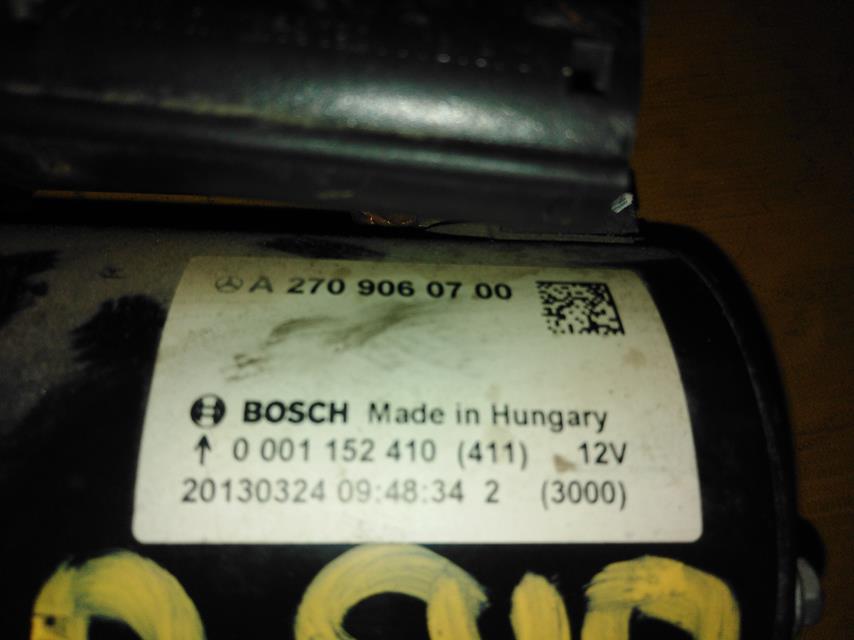 A 270 906 07 00
BOSCH Made in Hungary
↑ 0 001 152 410 (411) 12V
20130324 09:48:34 2 (3000)